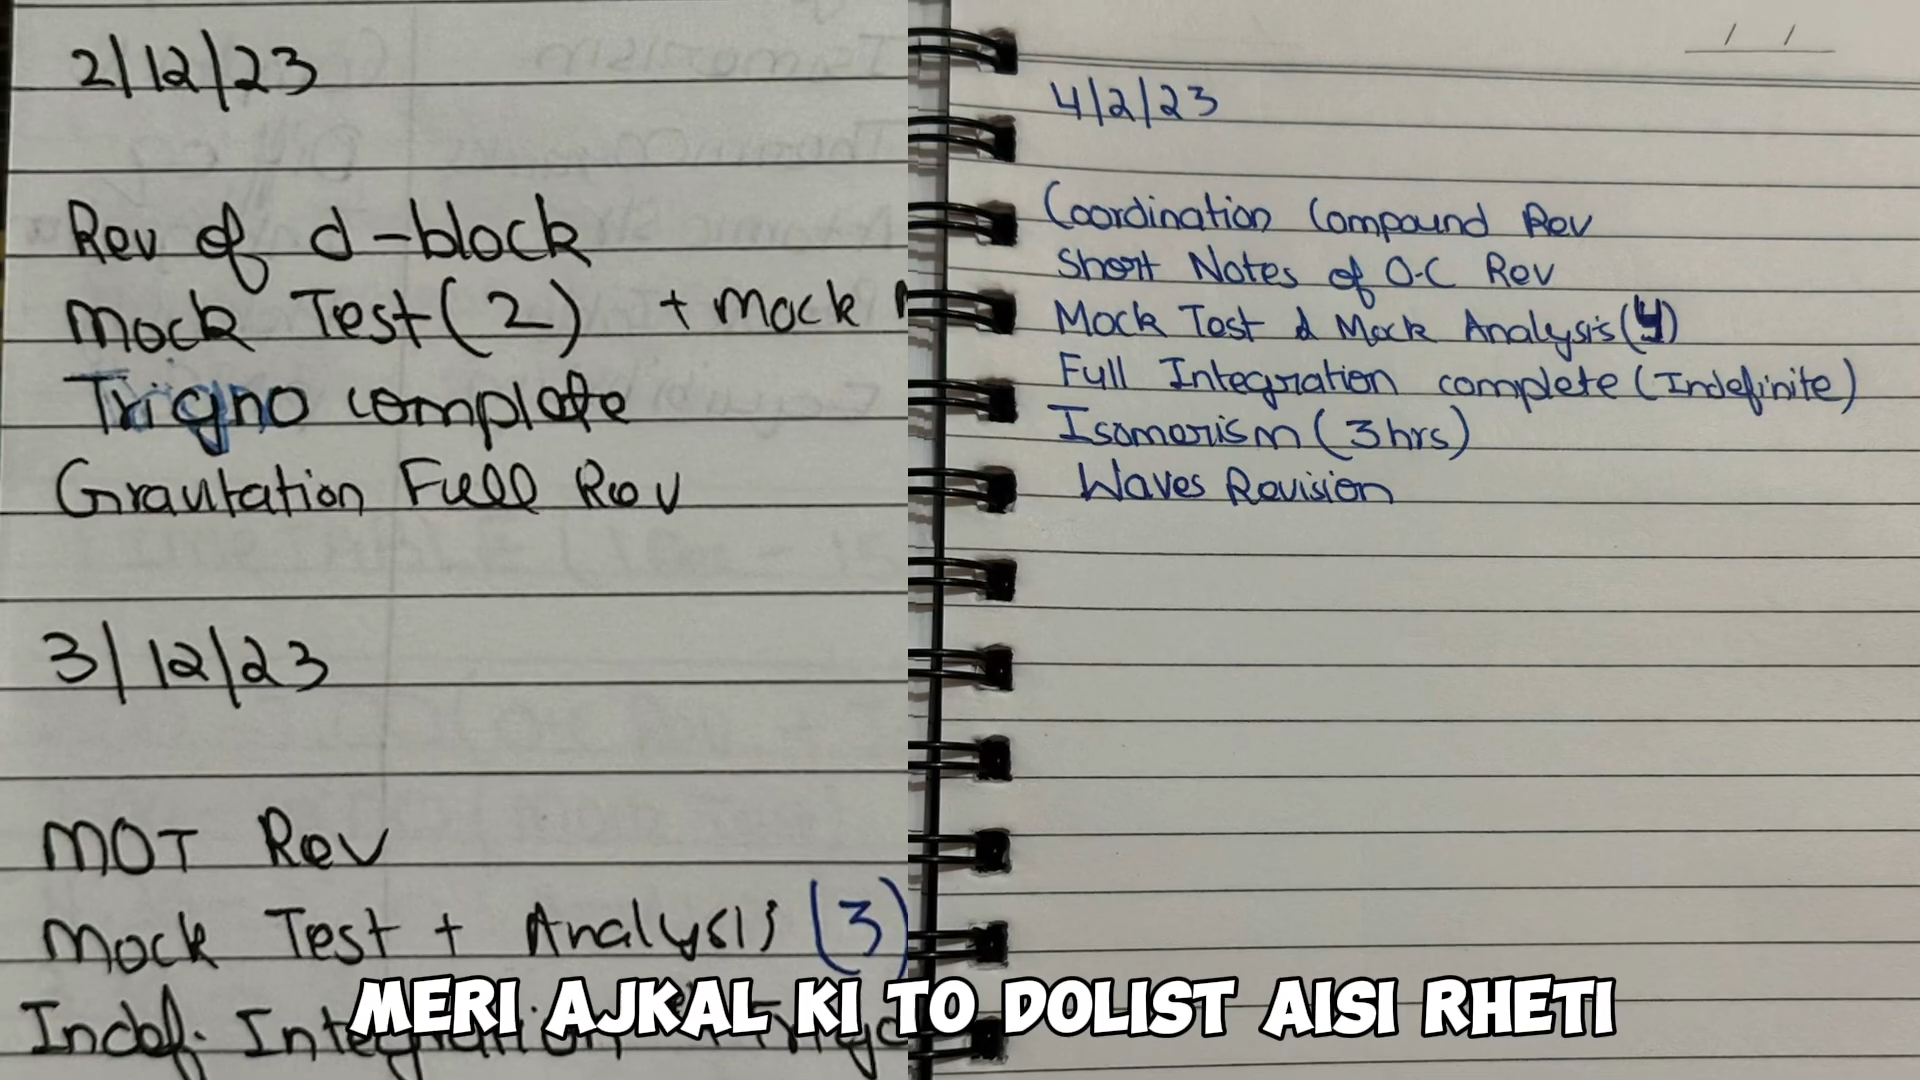 2/12/23
Rev of d-block
Mock Test (2) + Mock
Trigno complete
Gravitation Full Rev
3/12/23
MOT Rev
Mock Test + Analysis (3)
Indef. Integration
4/2/23
Coordination Compound Rev
Short Notes of O.C Rev
Mock Test & Mock Analysis (4)
Full Integration complete (Indefinite)
Isomerism (3 hrs)
Waves Revision
MERI AJKAL KI TO DOLIST AISI RHETI